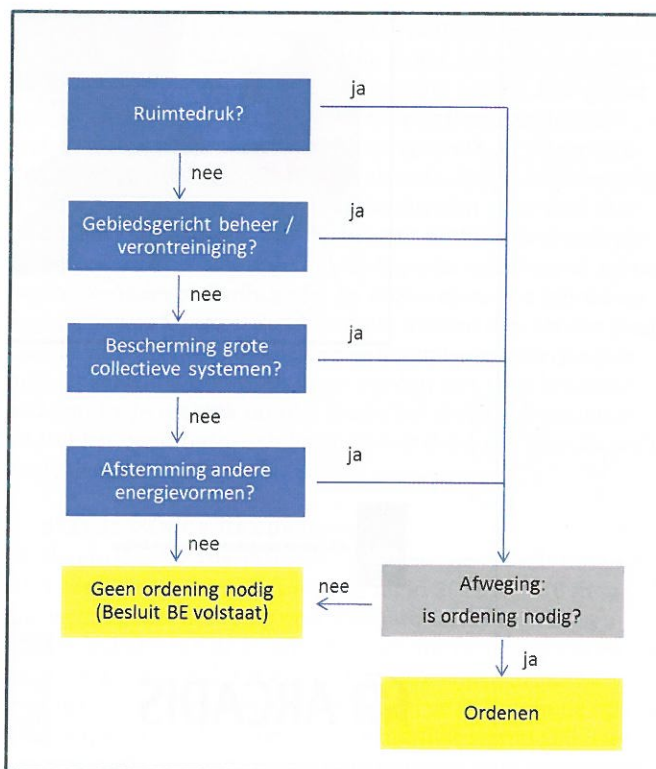 Ruimtedruk?
ja
nee
Gebiedsgericht beheer /
verontreiniging?
ja
nee
Bescherming grote
collectieve systemen?
ja
nee
Afstemming andere
energievormen?
ja
nee
Geen ordening nodig
(Besluit BE volstaat)
nee
Afweging:
is ordening nodig?
ja
Ordenen
ARCADIS